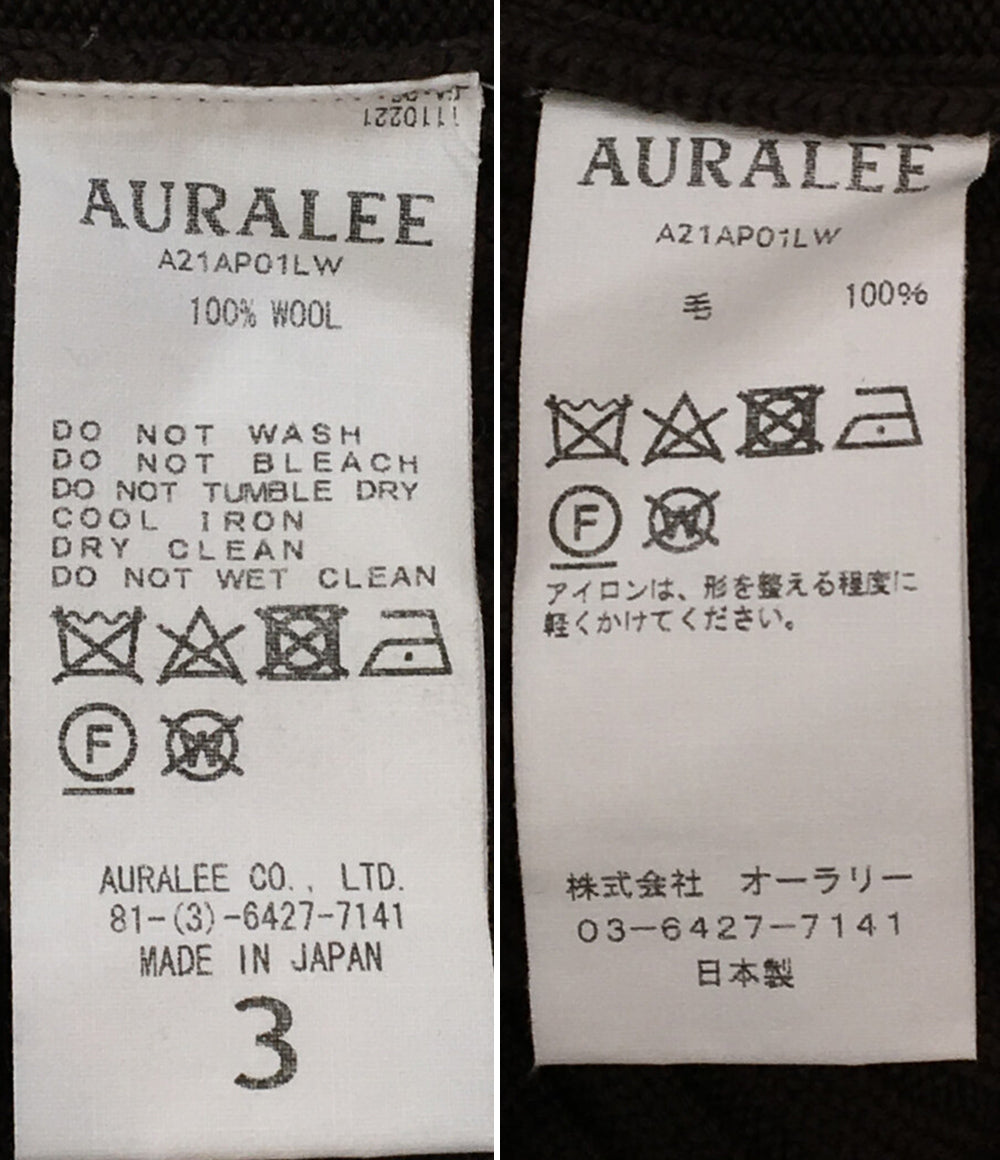 1110221
AURALEE
A21AP01LW
100% WOOL
DO NOT WASH
DO NOT BLEACH
DO NOT TUMBLE DRY
COOL IRON
DRY CLEAN
DO NOT WET CLEAN
F W
AURALEE CO., LTD.
81-(3)-6427-7141
MADE IN JAPAN
3
AURALEE
A21AP01LW
毛 100%
F W
アイロンは、形を整える程度に
軽くかけてください。
株式会社 オーラリー
03-6427-7141
日本製